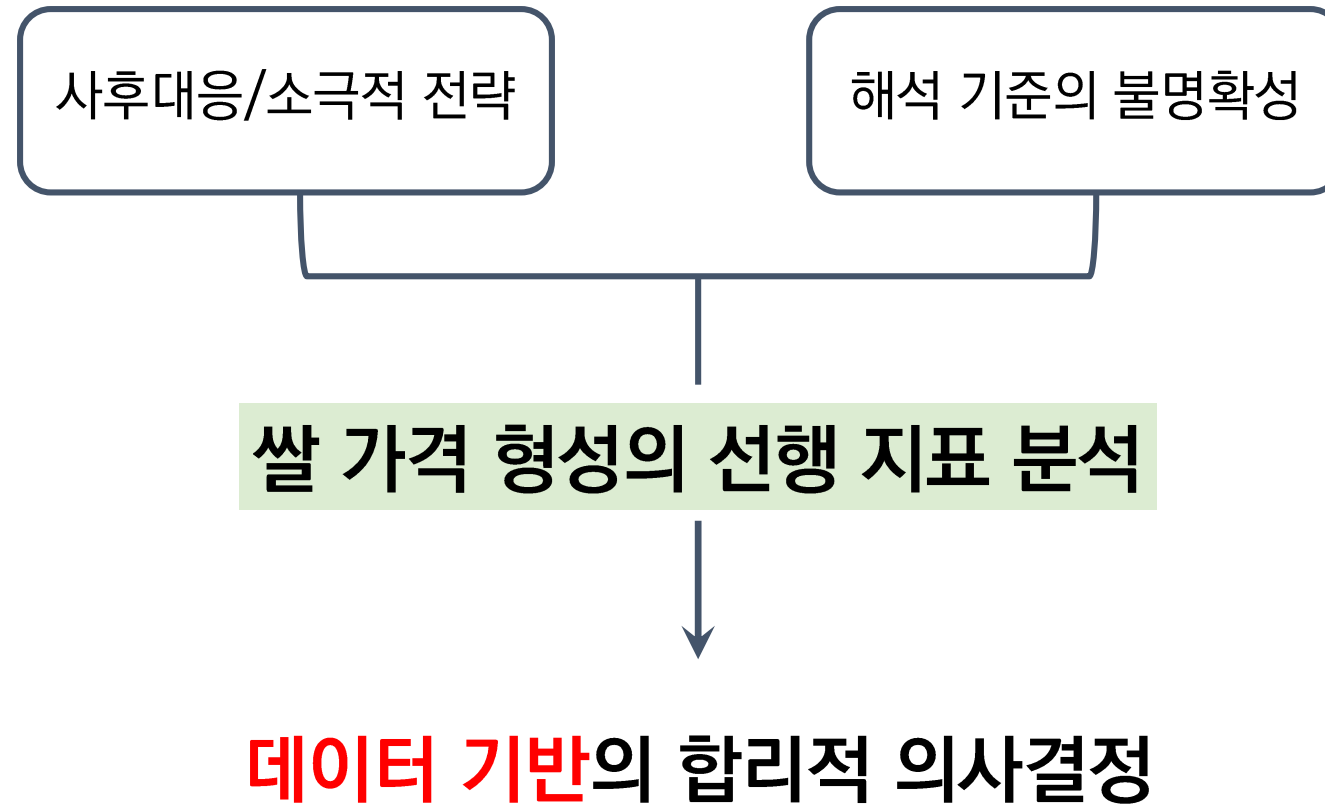 사후대응/소극적 전략
해석 기준의 불명확성
쌀 가격 형성의 선행 지표 분석
데이터 기반의 합리적 의사결정